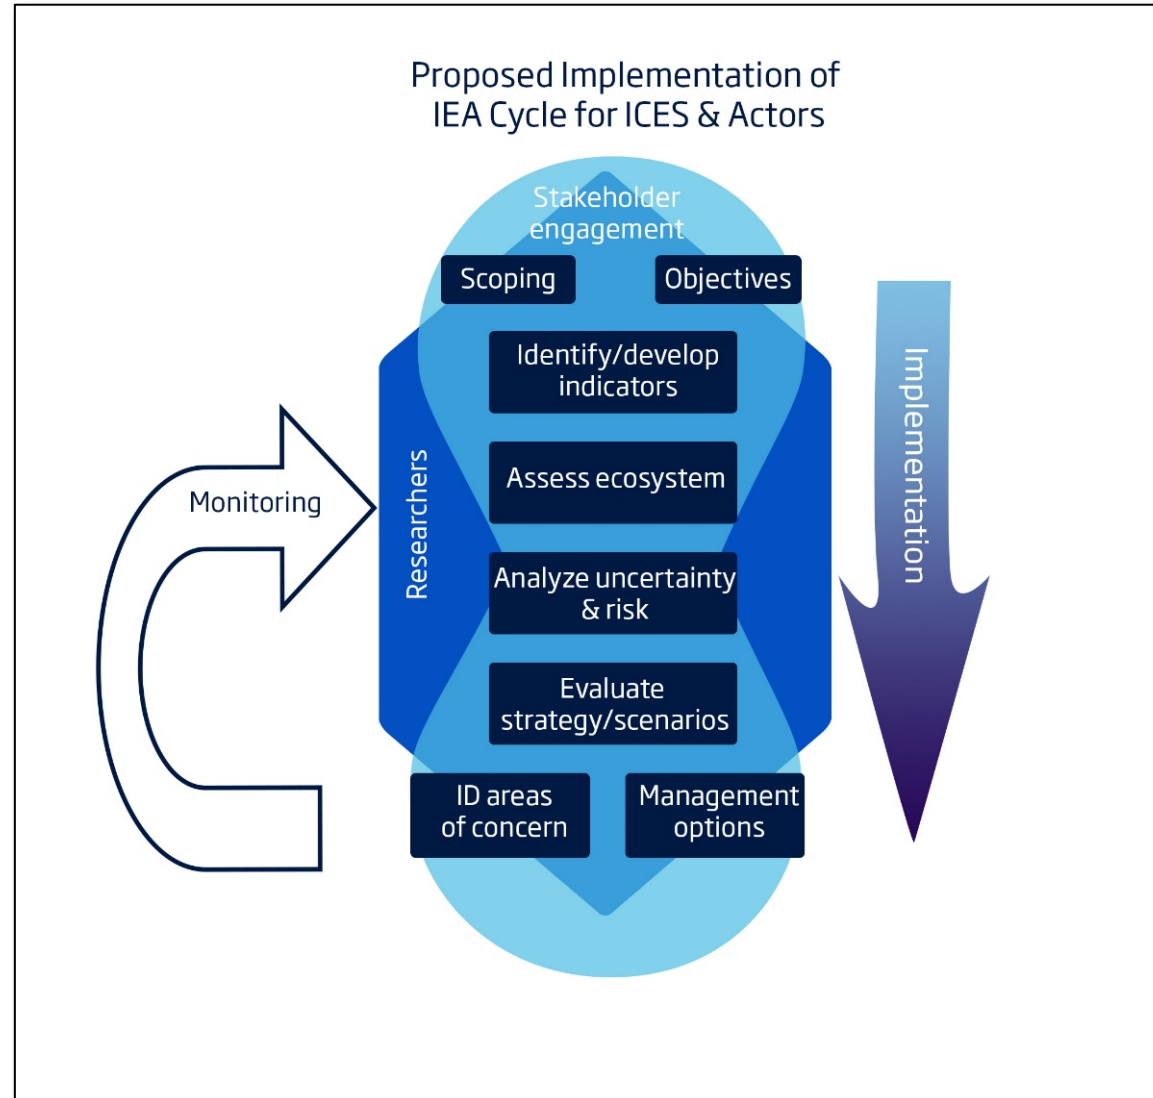 Proposed Implementation of
IEA Cycle for ICES & Actors
Stakeholder
engagement
Scoping
Objectives
Identify/develop
indicators
Implementation
Assess ecosystem
Monitoring
Researchers
Analyze uncertainty
& risk
Evaluate
strategy/scenarios
ID areas
of concern
Management
options